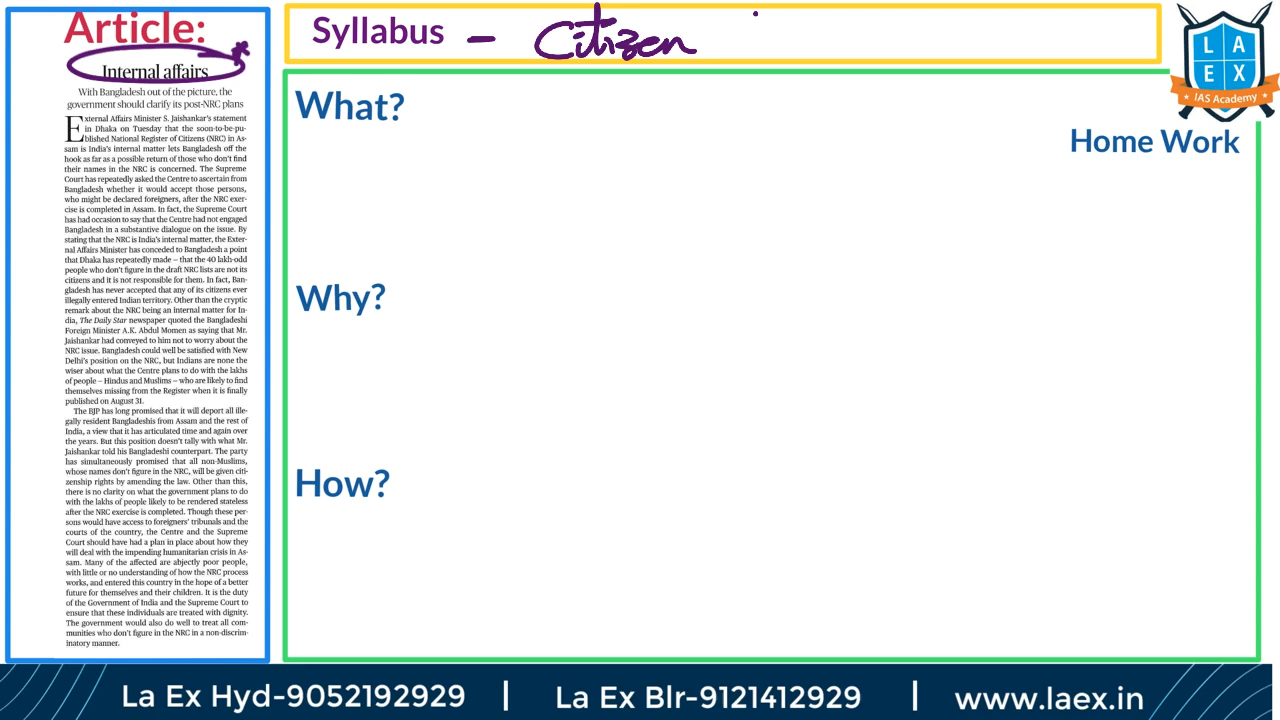 Article:
Internal affairs
With Bangladesh out of the picture, the
government should clarify its post-NRC plans
External Affairs Minister S. Jaishankar's statement
in Dhaka on Tuesday that the soon-to-be-pu-
blished National Register of Citizens (NRC) in As-
sam is India's internal matter lets Bangladesh off the
hook as far as a possible return of those who don't find
their names in the NRC is concerned. The Supreme
Court has repeatedly asked the Centre to ascertain from
Bangladesh whether it would accept those persons,
who might be declared foreigners, after the NRC exer-
cise is completed in Assam. In fact, the Supreme Court
has had occasion to say that the Centre had not engaged
Bangladesh in a substantive dialogue on the issue. By
stating that the NRC is India's internal matter, the Exter-
nal Affairs Minister has conceded to Bangladesh a point
that Dhaka has repeatedly made – that the 40 lakh-odd
people who don't figure in the draft NRC lists are not its
citizens and it is not responsible for them. In fact, Ban-
gladesh has never accepted that any of its citizens ever
illegally entered Indian territory. Other than the cryptic
remark about the NRC being an internal matter for In-
dia, The Daily Star newspaper quoted the Bangladeshi
Foreign Minister A.K. Abdul Momen as saying that Mr.
Jaishankar had conveyed to him not to worry about the
NRC issue. Bangladesh could well be satisfied with New
Delhi's position on the NRC, but Indians are none the
wiser about what the Centre plans to do with the lakhs
of people – Hindus and Muslims – who are likely to find
themselves missing from the Register when it is finally
published on August 31.
The BJP has long promised that it will deport all ille-
gally resident Bangladeshis from Assam and the rest of
India, a view that it has articulated time and again over
the years. But this position doesn't tally with what Mr.
Jaishankar told his Bangladeshi counterpart. The party
has simultaneously promised that all non-Muslims,
whose names don't figure in the NRC, will be given citi-
zenship rights by amending the law. Other than this,
there is no clarity on what the government plans to do
with the lakhs of people likely to be rendered stateless
after the NRC exercise is completed. Though these per-
sons would have access to foreigners' tribunals and the
courts of the country, the Centre and the Supreme
Court should have had a plan in place about how they
will deal with the impending humanitarian crisis in As-
sam. Many of the affected are abjectly poor people,
with little or no understanding of how the NRC process
works, and entered this country in the hope of a better
future for themselves and their children. It is the duty
of the Government of India and the Supreme Court to
ensure that these individuals are treated with dignity.
The government would also do well to treat all com-
munities who don't figure in the NRC in a non-discrim-
inatory manner.
Syllabus - Citizen
What?
Home Work
Why?
How?
L A
E X
IAS Academy
La Ex Hyd-9052192929 | La Ex Blr-9121412929 | www.laex.in